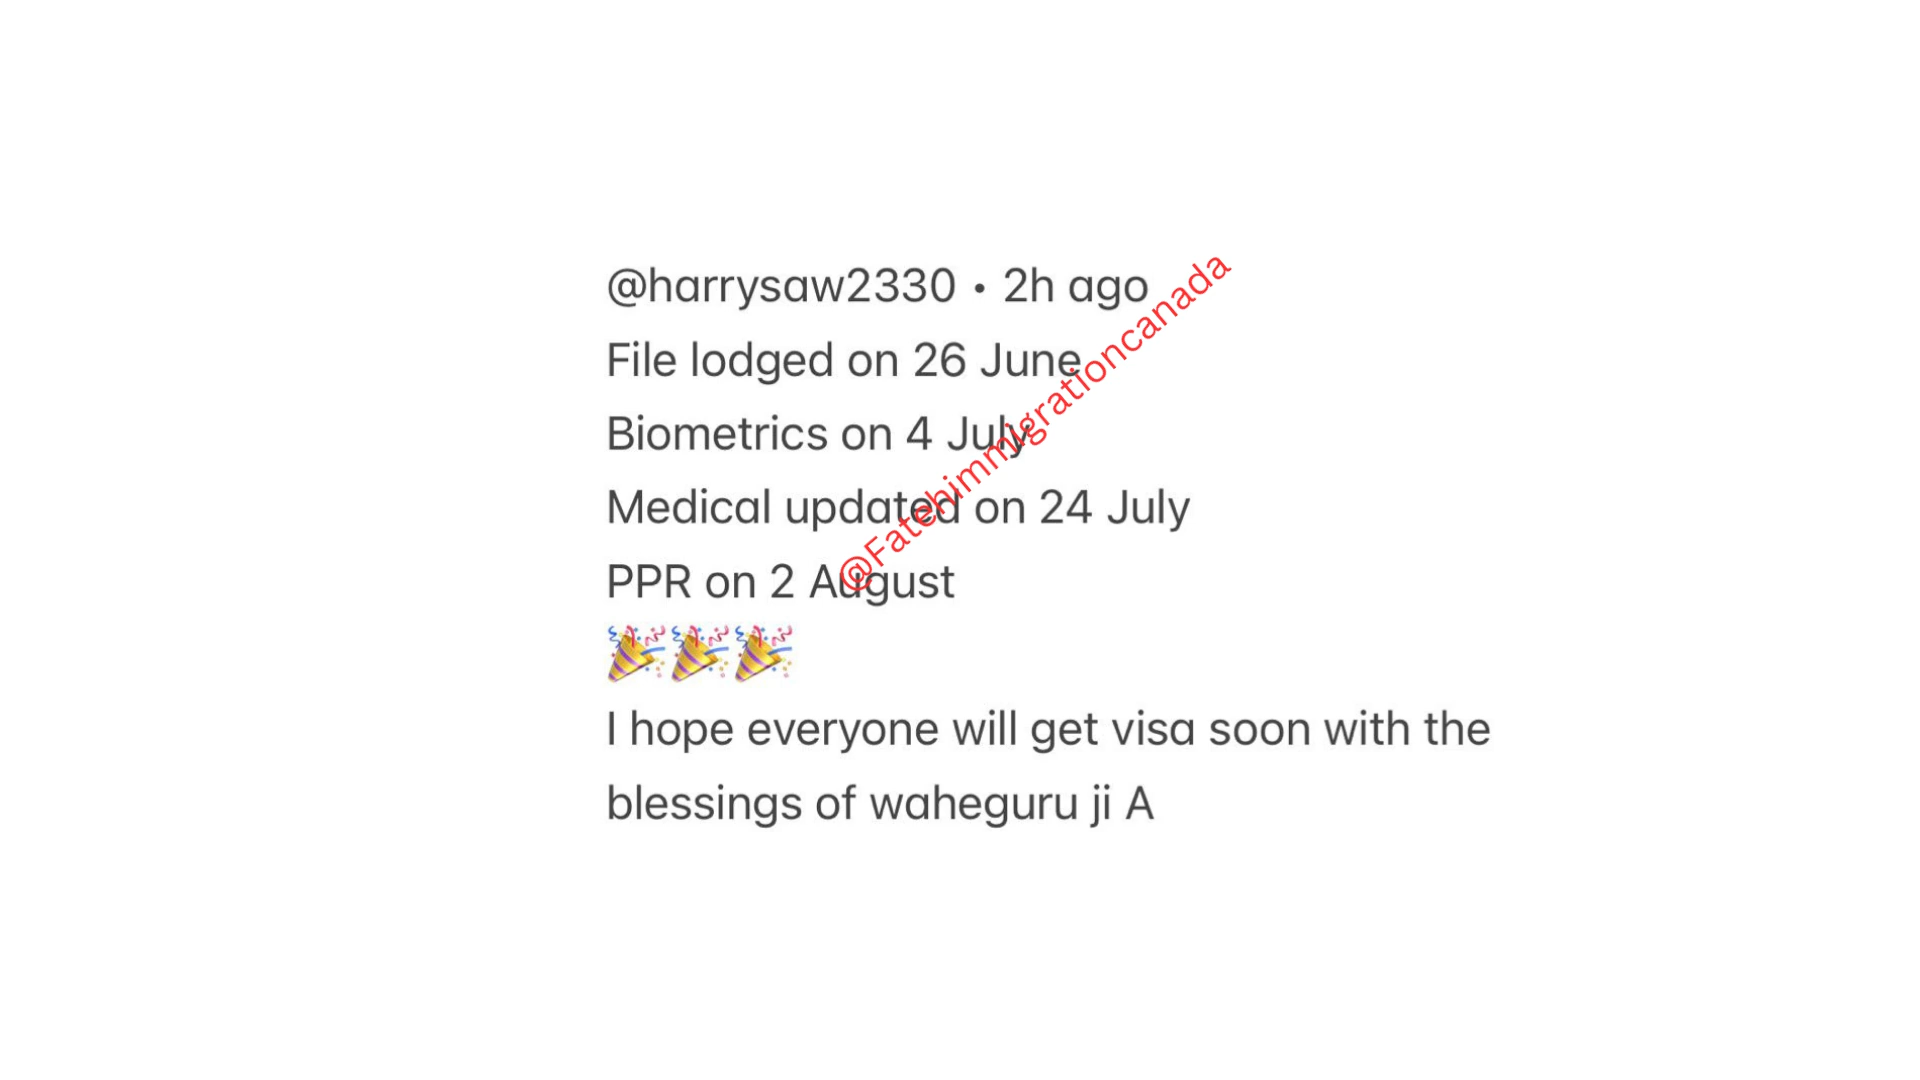 @harrysaw2330 • 2h ago
File lodged on 26 June
Biometrics on 4 July
Medical updated on 24 July
PPR on 2 August
🎉🎉🎉
I hope everyone will get visa soon with the
blessings of waheguru ji A
@Fatehimmigrationcanada